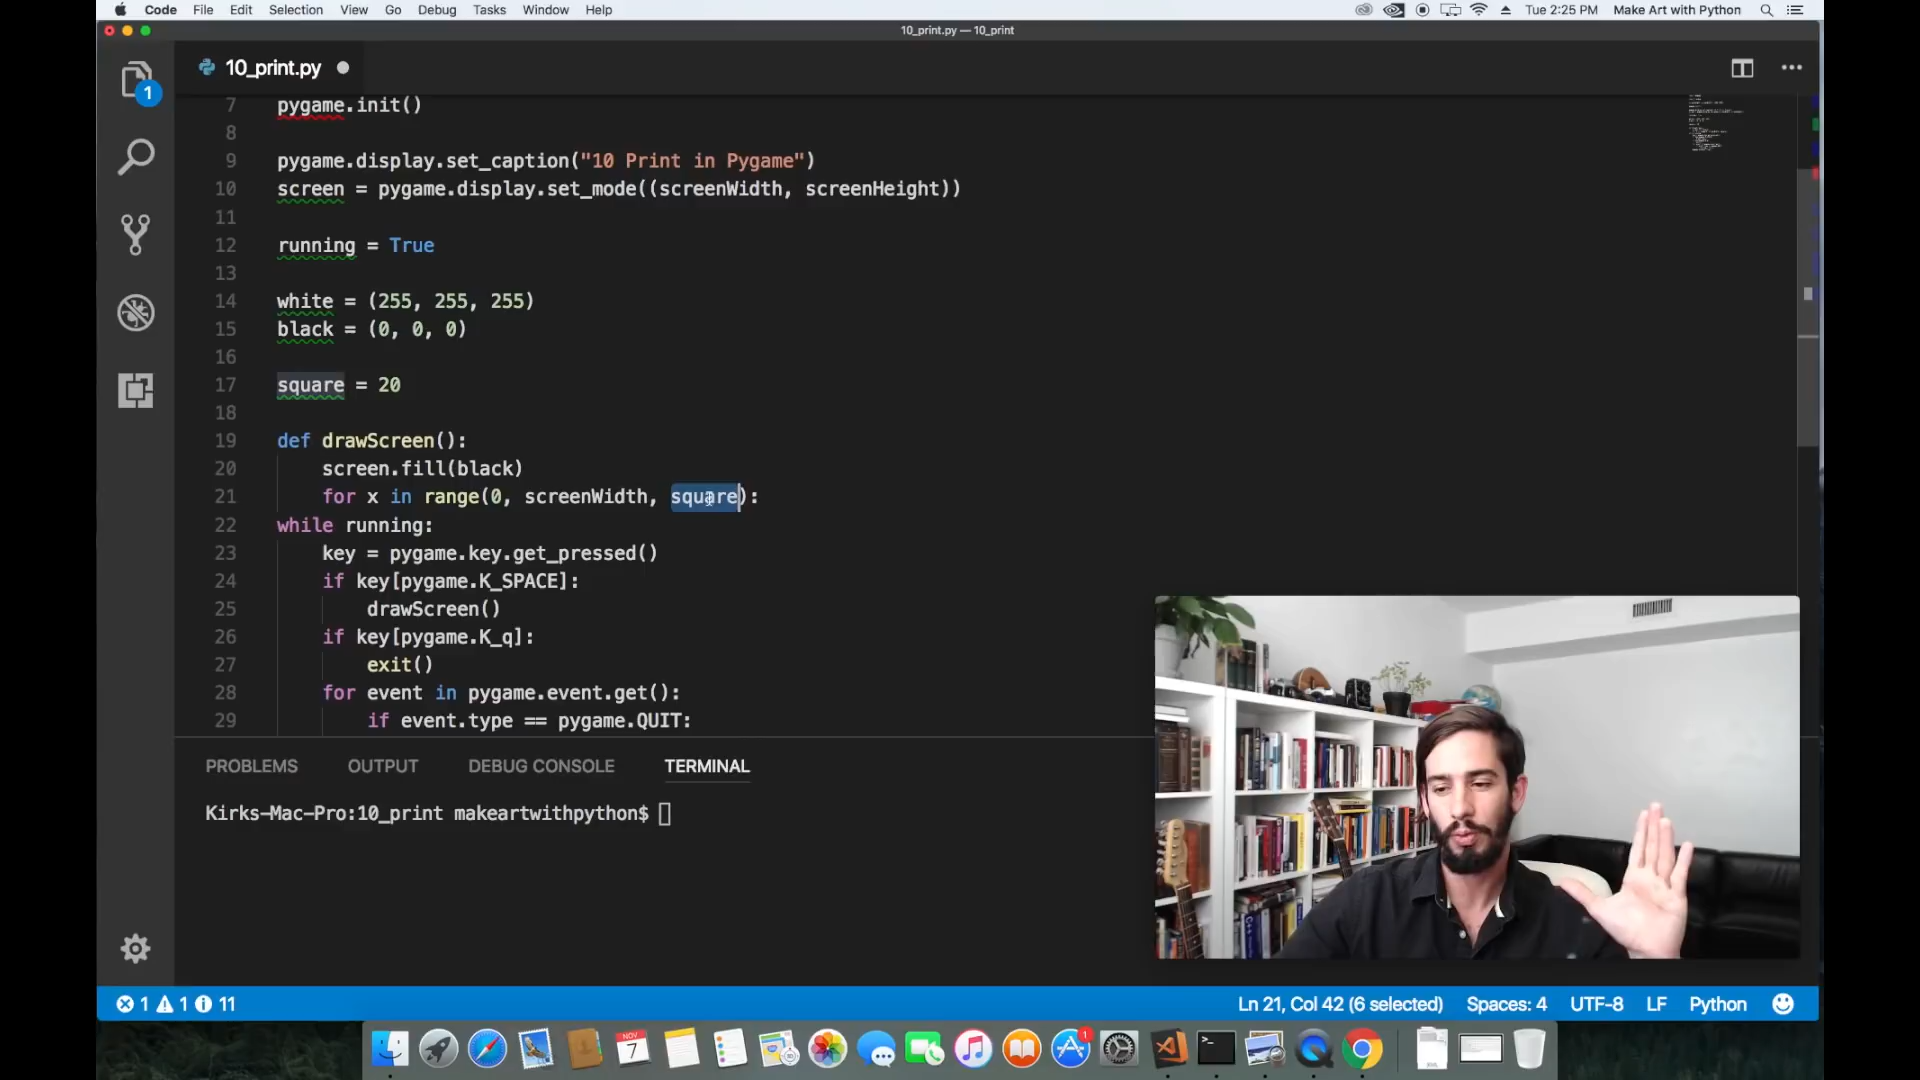 Code File Edit Selection View Go Debug Tasks Window Help Tue 2:25 PM Make Art with Python
10_print.py — 10_print
10_print.py
1
7 pygame.init()
8
9 pygame.display.set_caption("10 Print in Pygame")
10 screen = pygame.display.set_mode((screenWidth, screenHeight))
11
12 running = True
13
14 white = (255, 255, 255)
15 black = (0, 0, 0)
16
17 square = 20
18
19 def drawScreen():
20 screen.fill(black)
21 for x in range(0, screenWidth, square):
22 while running:
23 key = pygame.key.get_pressed()
24 if key[pygame.K_SPACE]:
25 drawScreen()
26 if key[pygame.K_q]:
27 exit()
28 for event in pygame.event.get():
29 if event.type == pygame.QUIT:
PROBLEMS OUTPUT DEBUG CONSOLE TERMINAL
Kirks-Mac-Pro:10_print makeartwithpython$
1 1 11 Ln 21, Col 42 (6 selected) Spaces: 4 UTF-8 LF Python
NOV 7 1